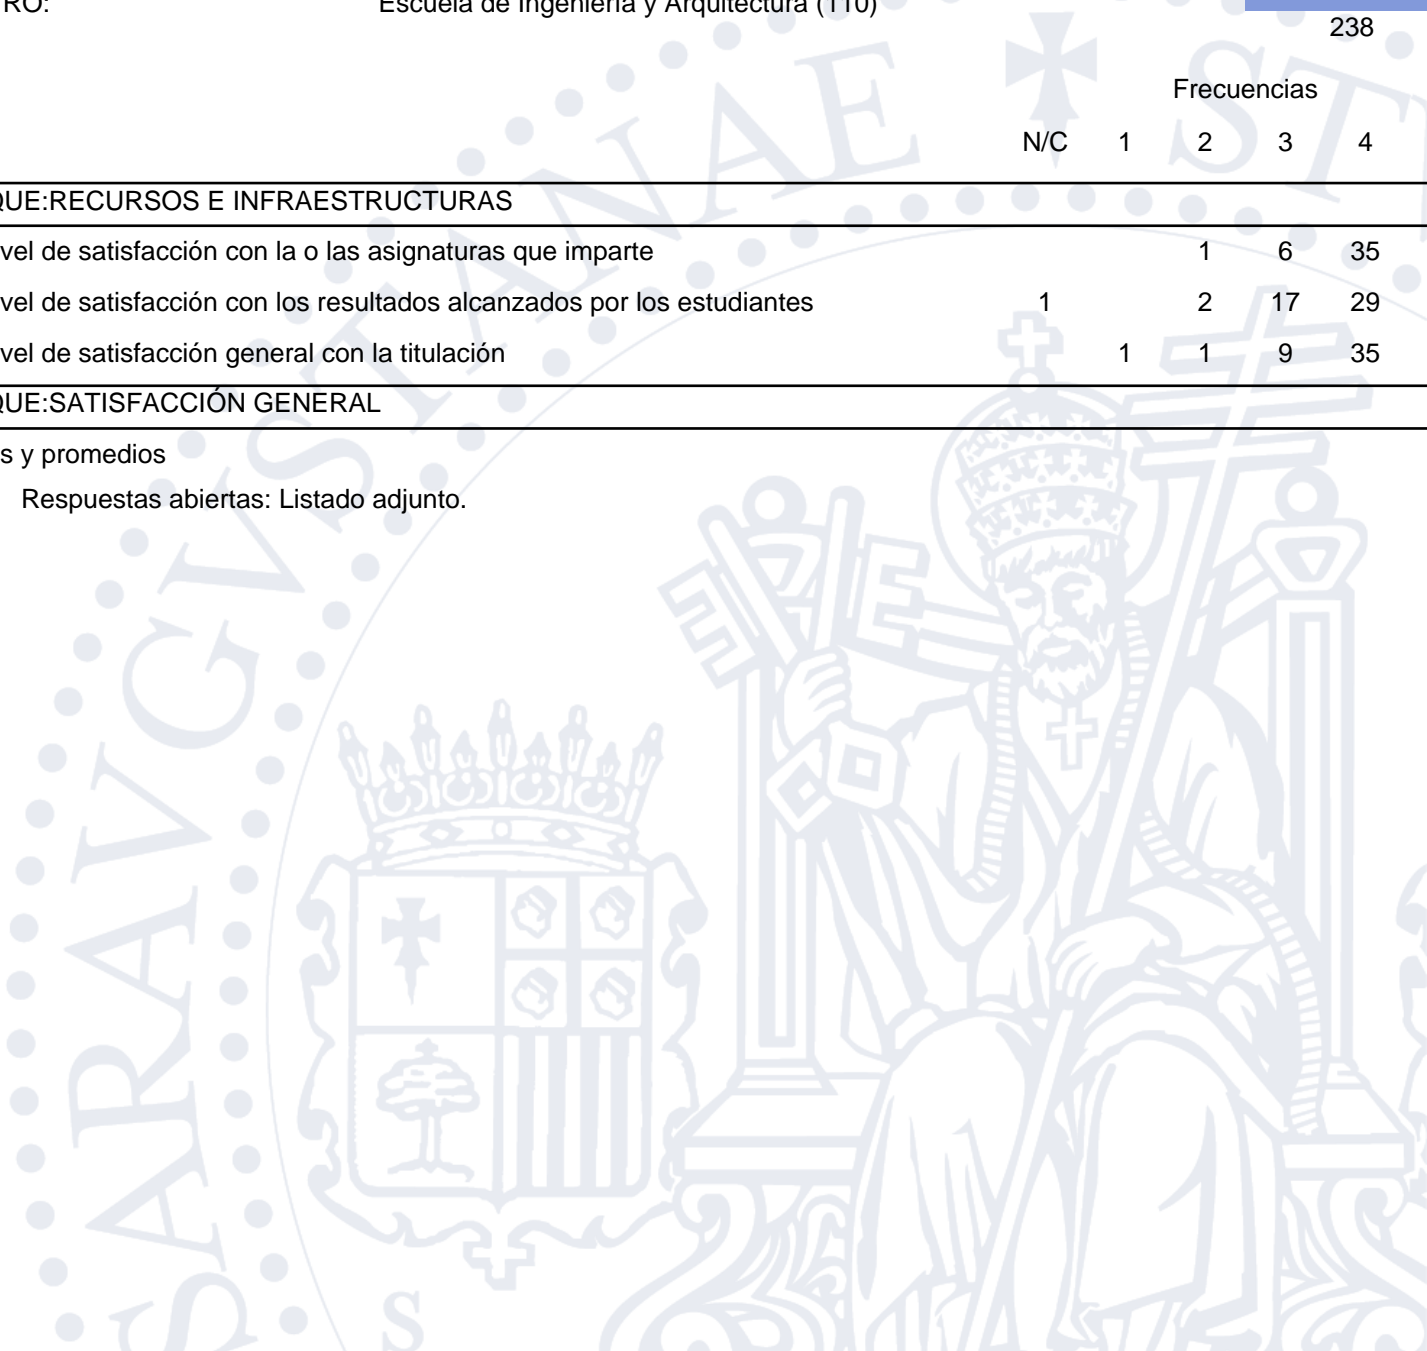 RO: Escuela de Ingeniería y Arquitectura (110)
238
Frecuencias
N/C 1 2 3 4
QUE:RECURSOS E INFRAESTRUCTURAS
vel de satisfacción con la o las asignaturas que imparte 1 6 35
vel de satisfacción con los resultados alcanzados por los estudiantes 1 2 17 29
vel de satisfacción general con la titulación 1 1 9 35
QUE:SATISFACCIÓN GENERAL
s y promedios
Respuestas abiertas: Listado adjunto.
SARAVGVSTANAE ST
S